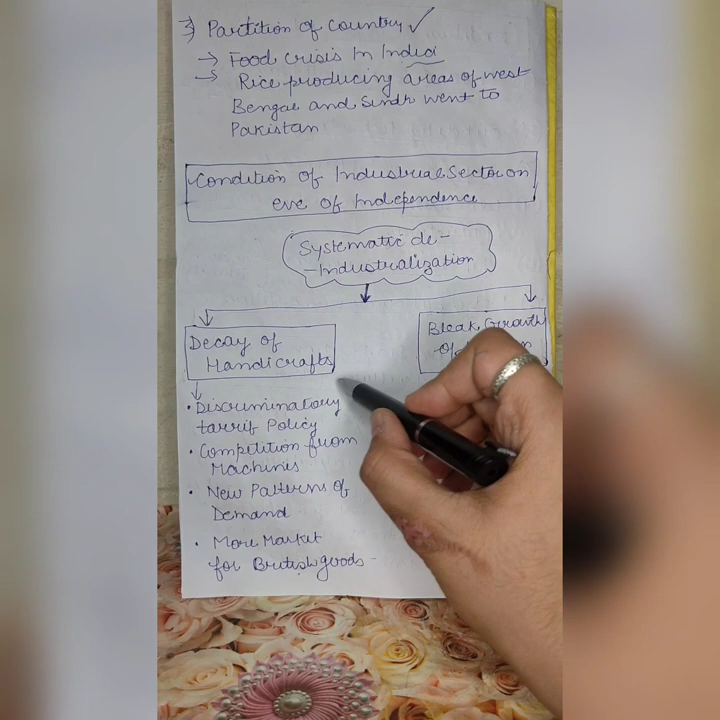 3) Partition of Country ✓
→ Food crisis In India
→ Rice producing areas of west
Bengal and Sindh went to
Pakistan
Condition of Industrial Sector on
eve of Independence
Systematic de-
-Industrialization
Decay of
Handicrafts
Bleak Growth
Of
• Discriminatory
tarrif Policy
• Competition from
Machines
• New Patterns of
Demand
• More Market
for British goods-